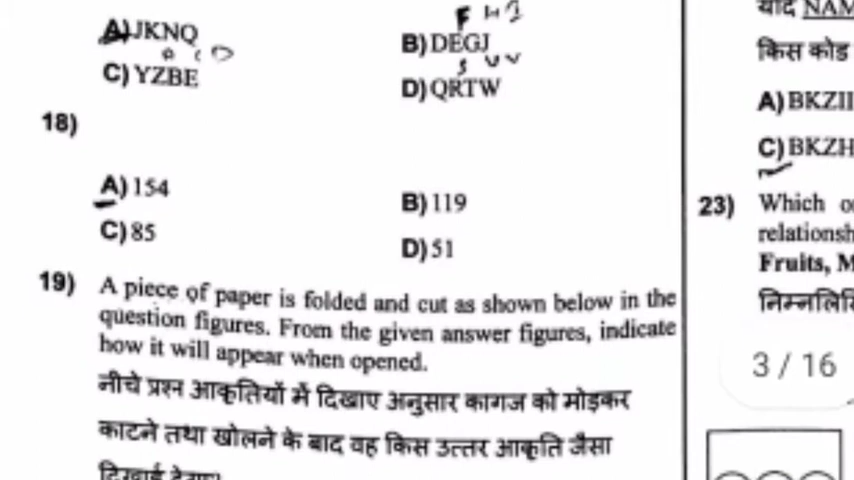 A) JKNQ
B) DEGJ
C) YZBE
D) QRTW
18)
A) 154
B) 119
C) 85
D) 51
19) A piece of paper is folded and cut as shown below in the
question figures. From the given answer figures, indicate
how it will appear when opened.
नीचे प्रश्न आकृतियों में दिखाए अनुसार कागज को मोड़कर
काटने तथा खोलने के बाद वह किस उत्तर आकृति जैसा
दिखाई देगा।
यदि NAM
किस कोड
A) BKZII
C) BKZH
23) Which o
relationsh
Fruits, M
निम्नलिखि
3 / 16